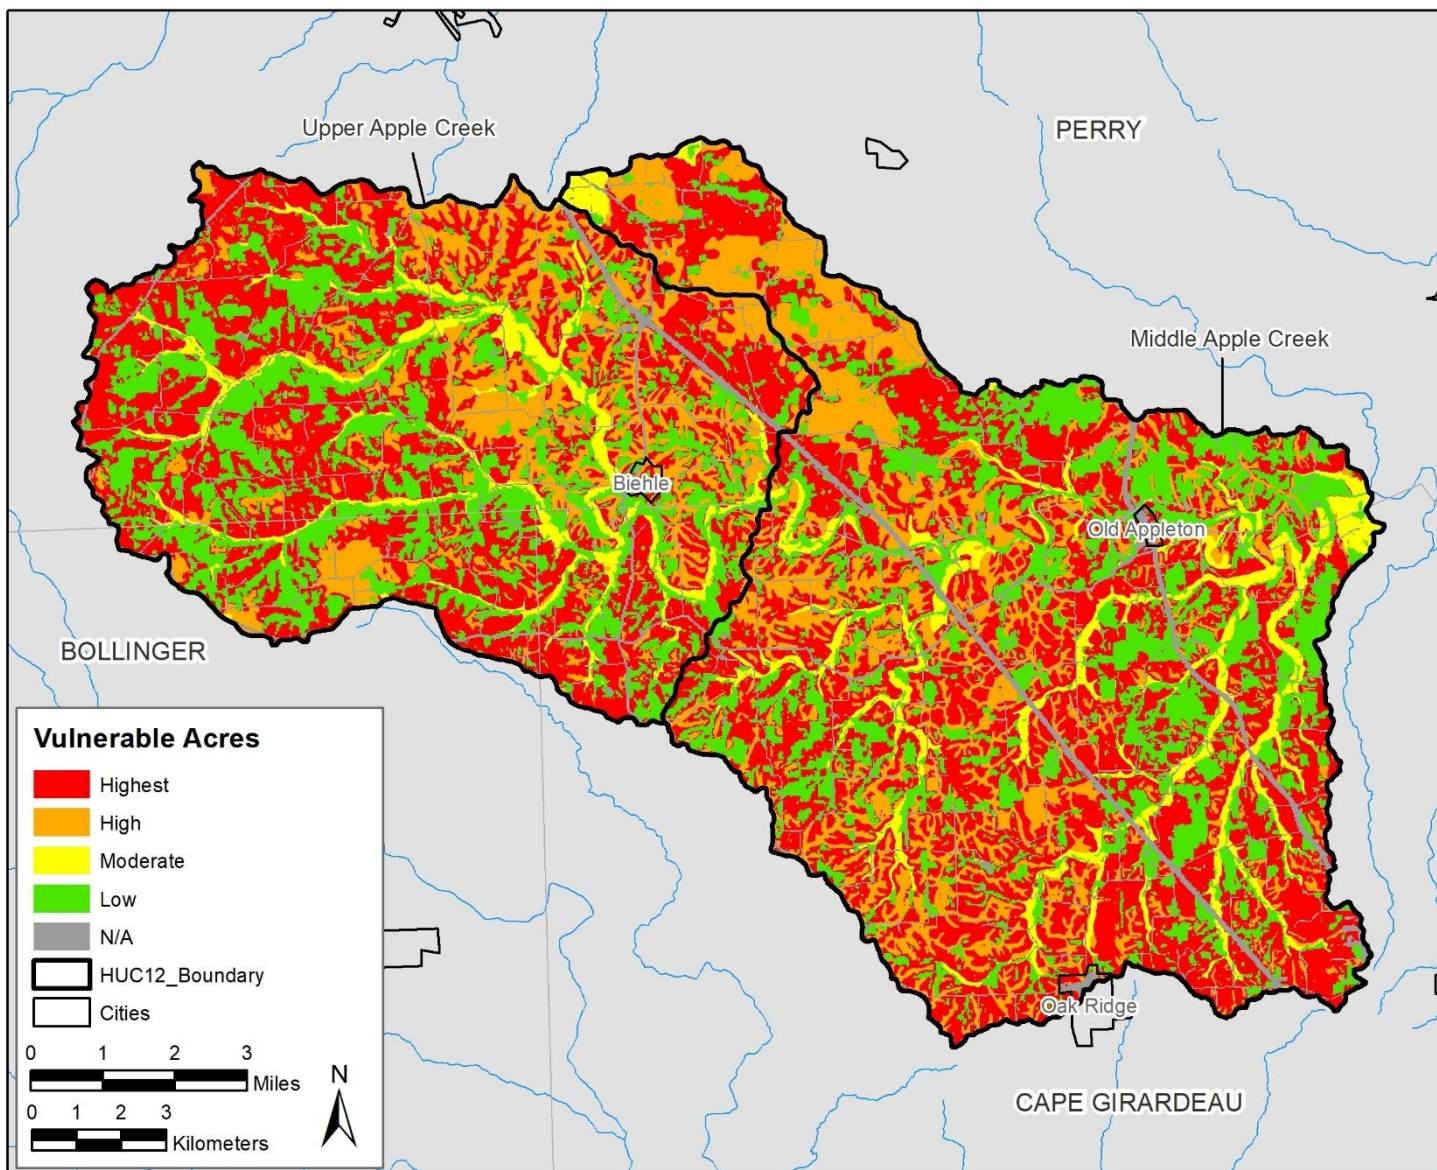 Upper Apple Creek
PERRY
Middle Apple Creek
Biehle
Old Appleton
BOLLINGER
Vulnerable Acres
Highest
High
Moderate
Low
N/A
HUC12_Boundary
Cities
0 1 2 3
Miles
0 1 2 3
Kilometers
N
Oak Ridge
CAPE GIRARDEAU